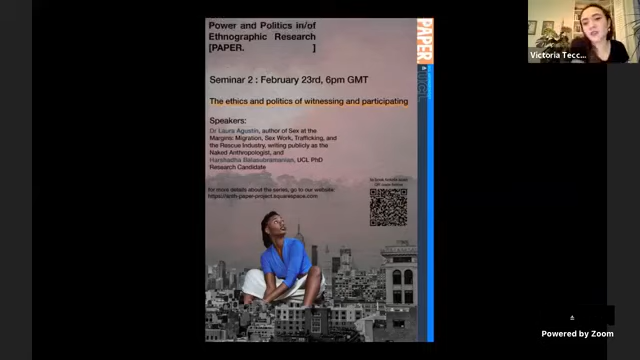 Power and Politics in/of
Ethnographic Research
[PAPER. ]
Seminar 2 : February 23rd, 6pm GMT
The ethics and politics of witnessing and participating
Speakers:
Dr Laura Agustín, author of Sex at the
Margins: Migration, Sex Work, Trafficking, and
the Rescue Industry, writing publicly as the
Naked Anthropologist, and
Harshadha Balasubramanian, UCL PhD
Research Candidate
for more details about the series, go to our website:
https://anth-paper-project.squarespace.com
PAPER
UCL
Victoria Tecc...
Powered by Zoom